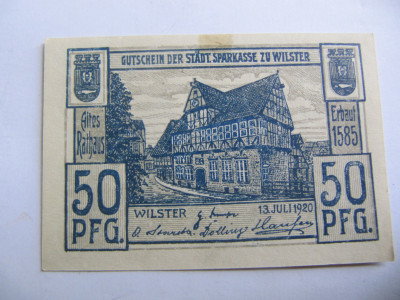 GUTSCHEIN DER STÄDT. SPARKASSE ZU WILSTER
Altes
Rathaus
Erbaut
1585
50
PFG.
50
PFG.
WILSTER
13. JULI 1920